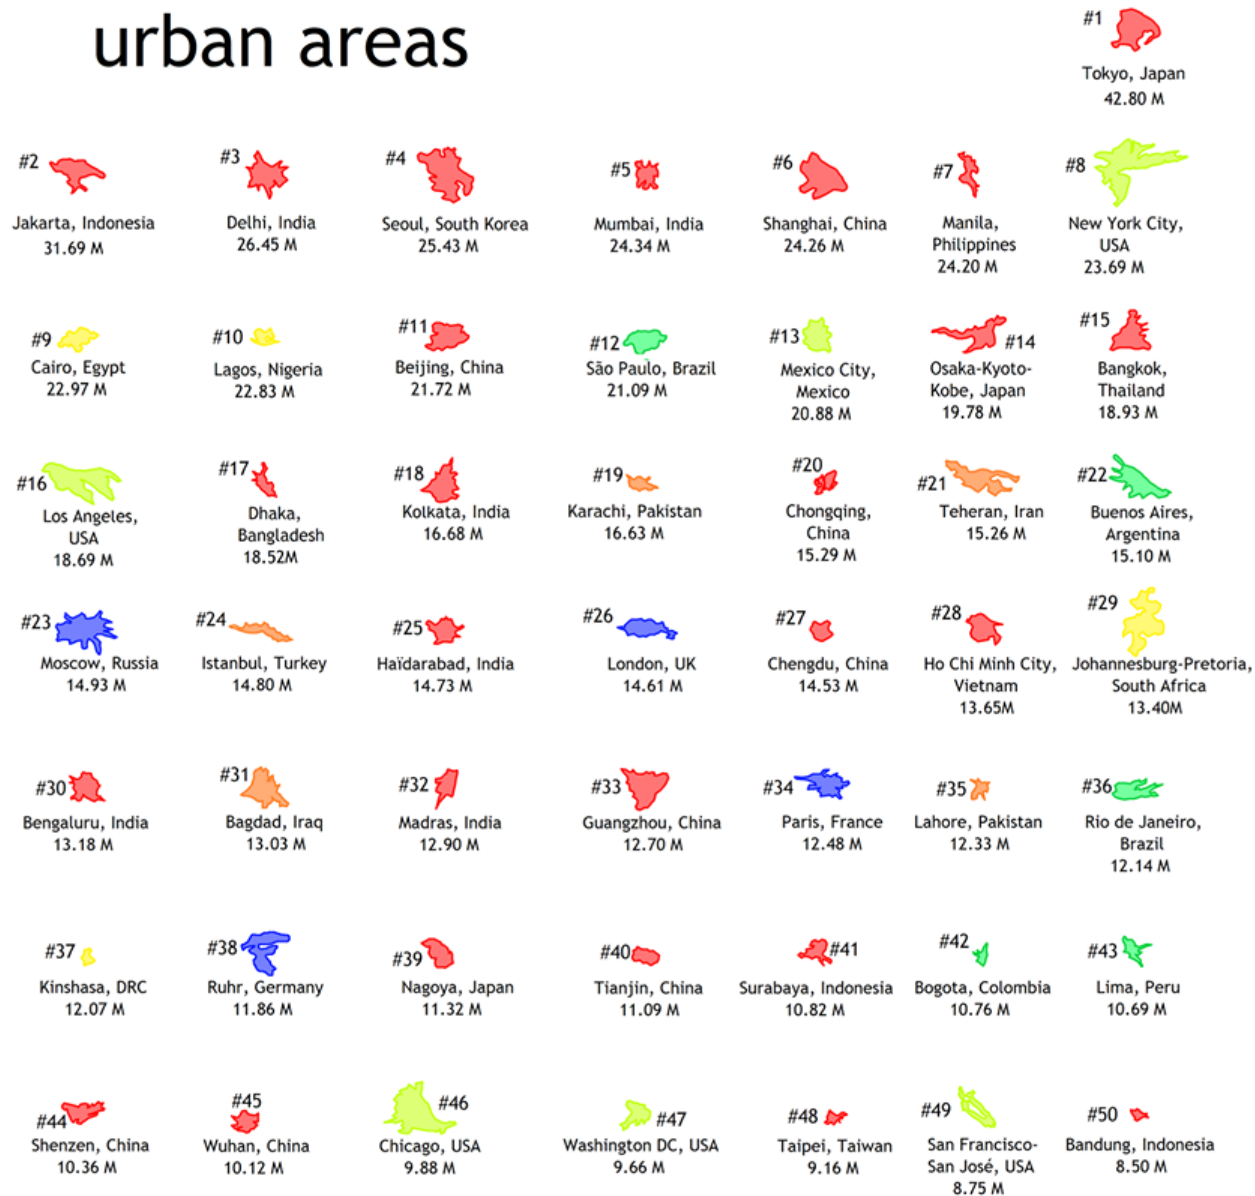 urban areas
#1
Tokyo, Japan
42.80 M
#2
Jakarta, Indonesia
31.69 M
#3
Delhi, India
26.45 M
#4
Seoul, South Korea
25.43 M
#5
Mumbai, India
24.34 M
#6
Shanghai, China
24.26 M
#7
Manila,
Philippines
24.20 M
#8
New York City,
USA
23.69 M
#9
Cairo, Egypt
22.97 M
#10
Lagos, Nigeria
22.83 M
#11
Beijing, China
21.72 M
#12
São Paulo, Brazil
21.09 M
#13
Mexico City,
Mexico
20.88 M
#14
Osaka-Kyoto-
Kobe, Japan
19.78 M
#15
Bangkok,
Thailand
18.93 M
#16
Los Angeles,
USA
18.69 M
#17
Dhaka,
Bangladesh
18.52M
#18
Kolkata, India
16.68 M
#19
Karachi, Pakistan
16.63 M
#20
Chongqing,
China
15.29 M
#21
Teheran, Iran
15.26 M
#22
Buenos Aires,
Argentina
15.10 M
#23
Moscow, Russia
14.93 M
#24
Istanbul, Turkey
14.80 M
#25
Haïdarabad, India
14.73 M
#26
London, UK
14.61 M
#27
Chengdu, China
14.53 M
#28
Ho Chi Minh City,
Vietnam
13.65M
#29
Johannesburg-Pretoria,
South Africa
13.40M
#30
Bengaluru, India
13.18 M
#31
Bagdad, Iraq
13.03 M
#32
Madras, India
12.90 M
#33
Guangzhou, China
12.70 M
#34
Paris, France
12.48 M
#35
Lahore, Pakistan
12.33 M
#36
Rio de Janeiro,
Brazil
12.14 M
#37
Kinshasa, DRC
12.07 M
#38
Ruhr, Germany
11.86 M
#39
Nagoya, Japan
11.32 M
#40
Tianjin, China
11.09 M
#41
Surabaya, Indonesia
10.82 M
#42
Bogota, Colombia
10.76 M
#43
Lima, Peru
10.69 M
#44
Shenzen, China
10.36 M
#45
Wuhan, China
10.12 M
#46
Chicago, USA
9.88 M
#47
Washington DC, USA
9.66 M
#48
Taipei, Taiwan
9.16 M
#49
San Francisco-
San José, USA
8.75 M
#50
Bandung, Indonesia
8.50 M